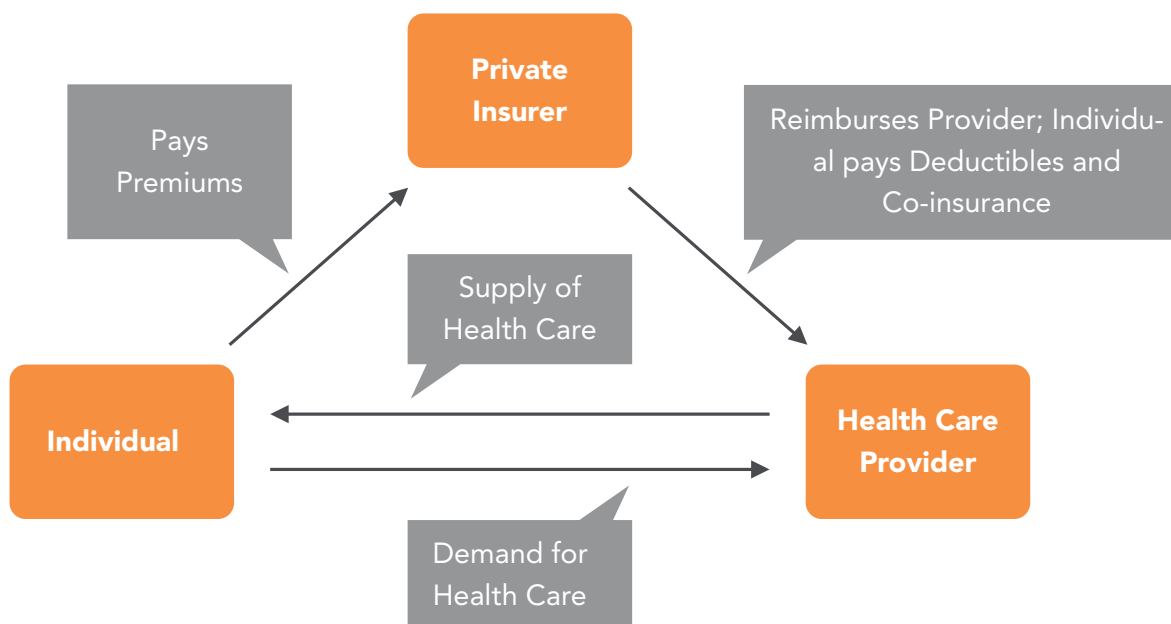 Private
Insurer
Pays
Premiums
Reimburses Provider; Individu-
al pays Deductibles and
Co-insurance
Supply of
Health Care
Individual
Health Care
Provider
Demand for
Health Care